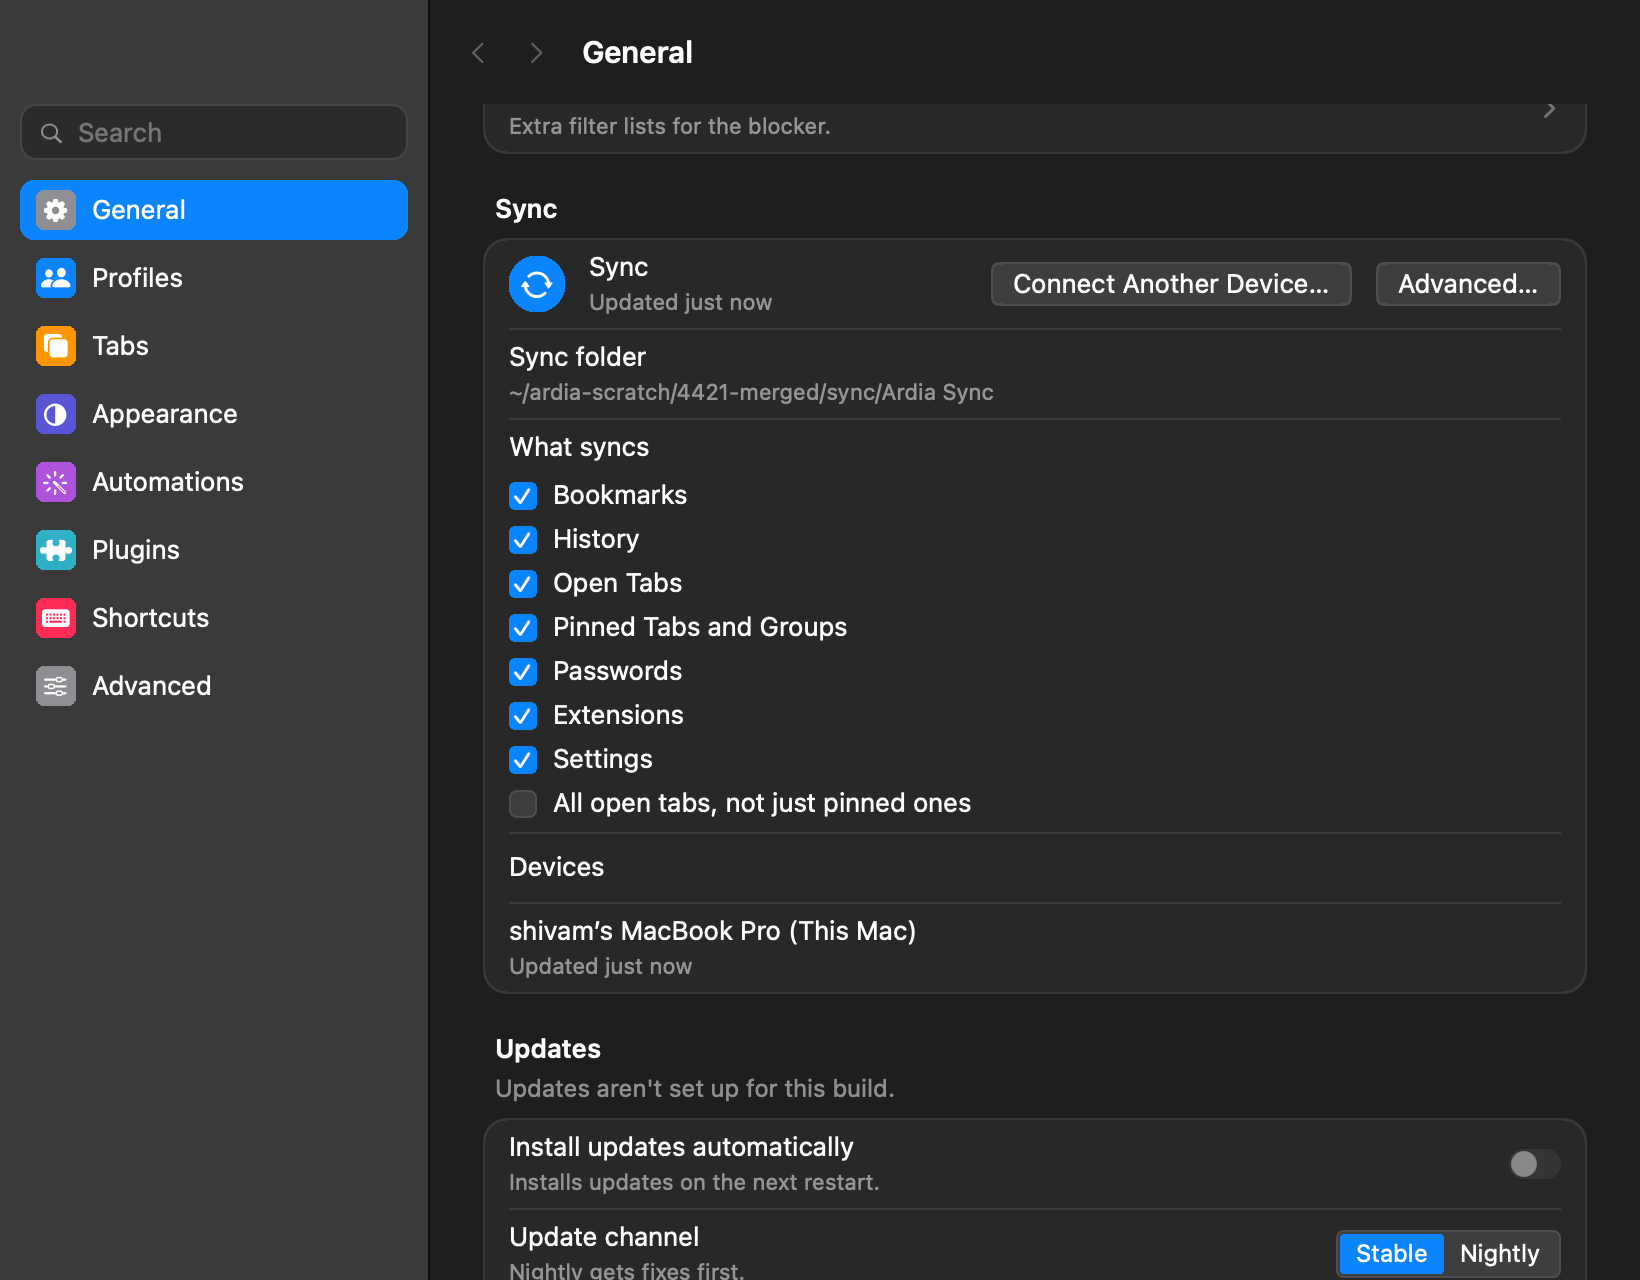 General
Search
General
Profiles
Tabs
Appearance
Automations
Plugins
Shortcuts
Advanced
Extra filter lists for the blocker.
Sync
Sync
Updated just now
Connect Another Device...
Advanced...
Sync folder
~/ardia-scratch/4421-merged/sync/Ardia Sync
What syncs
Bookmarks
History
Open Tabs
Pinned Tabs and Groups
Passwords
Extensions
Settings
All open tabs, not just pinned ones
Devices
shivam’s MacBook Pro (This Mac)
Updated just now
Updates
Updates aren't set up for this build.
Install updates automatically
Installs updates on the next restart.
Update channel
Stable
Nightly
Nightly gets fixes first.